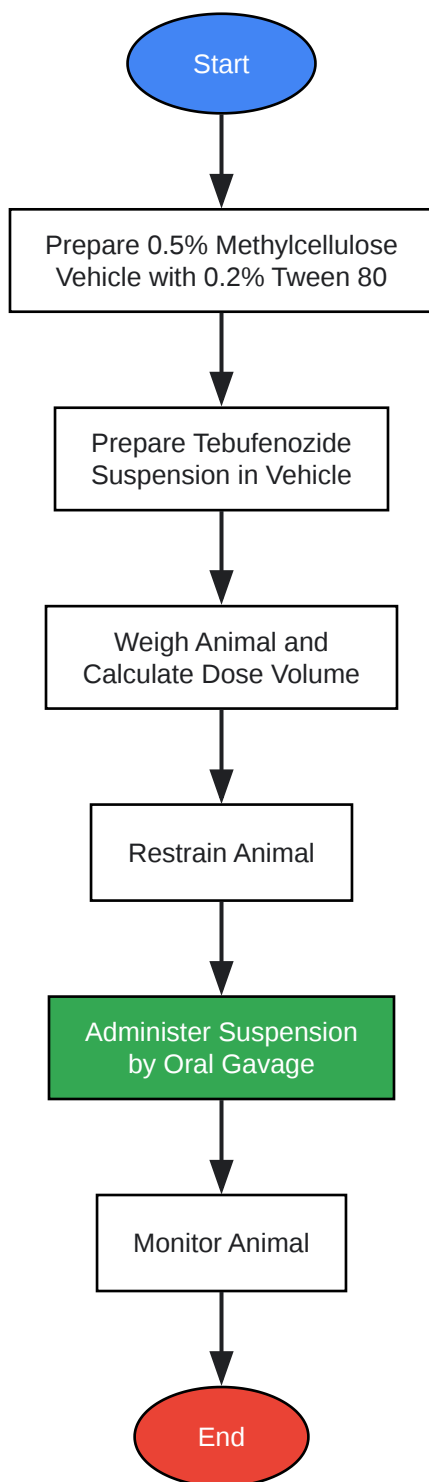 Start
Prepare 0.5% Methylcellulose
Vehicle with 0.2% Tween 80
Prepare Tebufenozide
Suspension in Vehicle
Weigh Animal and
Calculate Dose Volume
Restrain Animal
Administer Suspension
by Oral Gavage
Monitor Animal
End